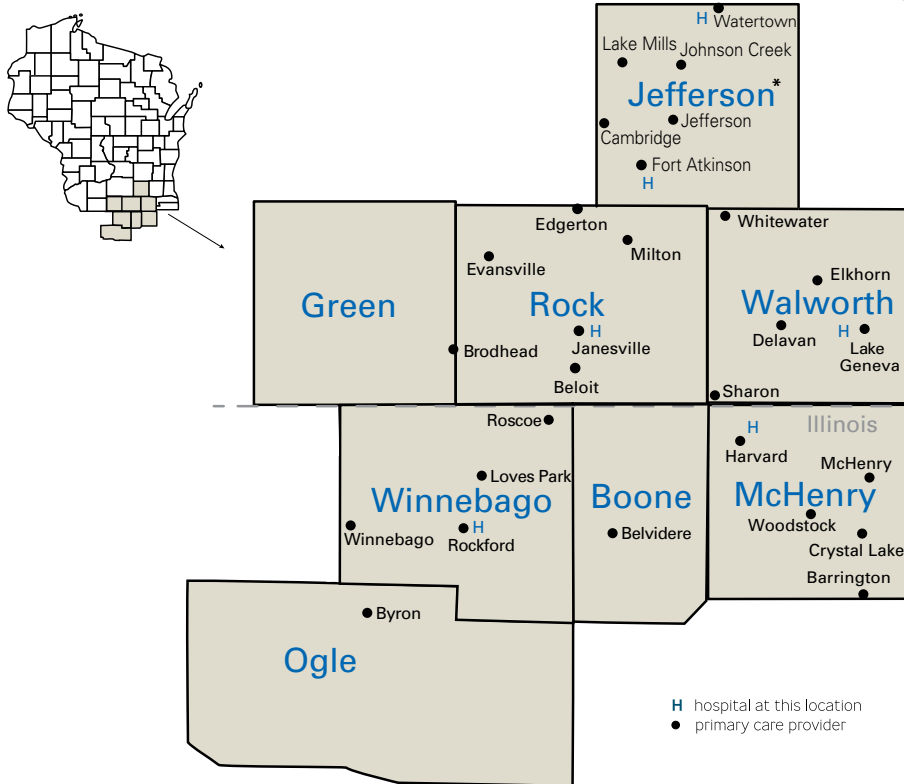 H Watertown
Lake Mills
Johnson Creek
Jefferson*
Jefferson
Cambridge
Fort Atkinson
H
Edgerton
Whitewater
Milton
Evansville
Elkhorn
Green
Rock
Walworth
H
Janesville
Delavan
H
Lake
Geneva
Brodhead
Beloit
Sharon
Roscoe
H
Illinois
Harvard
McHenry
Loves Park
Winnebago
Boone
McHenry
Woodstock
Winnebago
H
Rockford
Belvidere
Crystal Lake
Barrington
Byron
Ogle
H hospital at this location
primary care provider